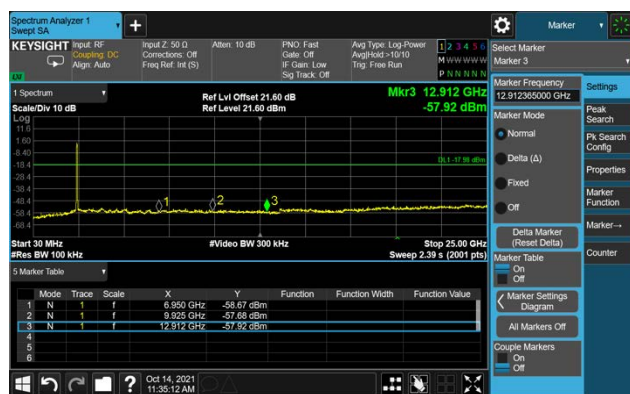 Spectrum Analyzer 1
Swept SA
Marker
KEYSIGHT
Input: RF
Coupling: DC
Align: Auto
Input Z: 50 Ω
Corrections: Off
Freq Ref: Int (S)
Atten: 10 dB
PNO: Fast
Gate: Off
IF Gain: Low
Sig Track: Off
Avg Type: Log-Power
Avg|Hold:>10/10
Trig: Free Run
1 2 3 4 5 6
M W W W W W
P N N N N N
Select Marker
Marker 3
1 Spectrum
Scale/Div 10 dB
Ref Lvl Offset 21.60 dB
Ref Level 21.60 dBm
Mkr3 12.912 GHz
-57.92 dBm
Log
11.6
1.60
-8.40
-18.4
-28.4
-38.4
-48.4
-58.4
-68.4
1
2
3
Start 30 MHz
#Res BW 100 kHz
#Video BW 300 kHz
Stop 25.00 GHz
Sweep 2.39 s (2001 pts)
5 Marker Table
Mode Trace Scale X Y Function Function Width Function Value
1 N 1 f 6.950 GHz -58.67 dBm
2 N 1 f 9.925 GHz -57.68 dBm
3 N 1 f 12.912 GHz -57.92 dBm
4
5
6
Marker Frequency
12.912365000 GHz
Marker Mode
Normal
Delta (Δ)
Fixed
Off
Delta Marker
(Reset Delta)
Marker Table
On
Off
Marker Settings
Diagram
All Markers Off
Couple Markers
On
Off
Settings
Peak
Search
Pk Search
Config
Properties
Marker
Function
Marker→
Counter
?
Oct 14, 2021
11:35:12 AM